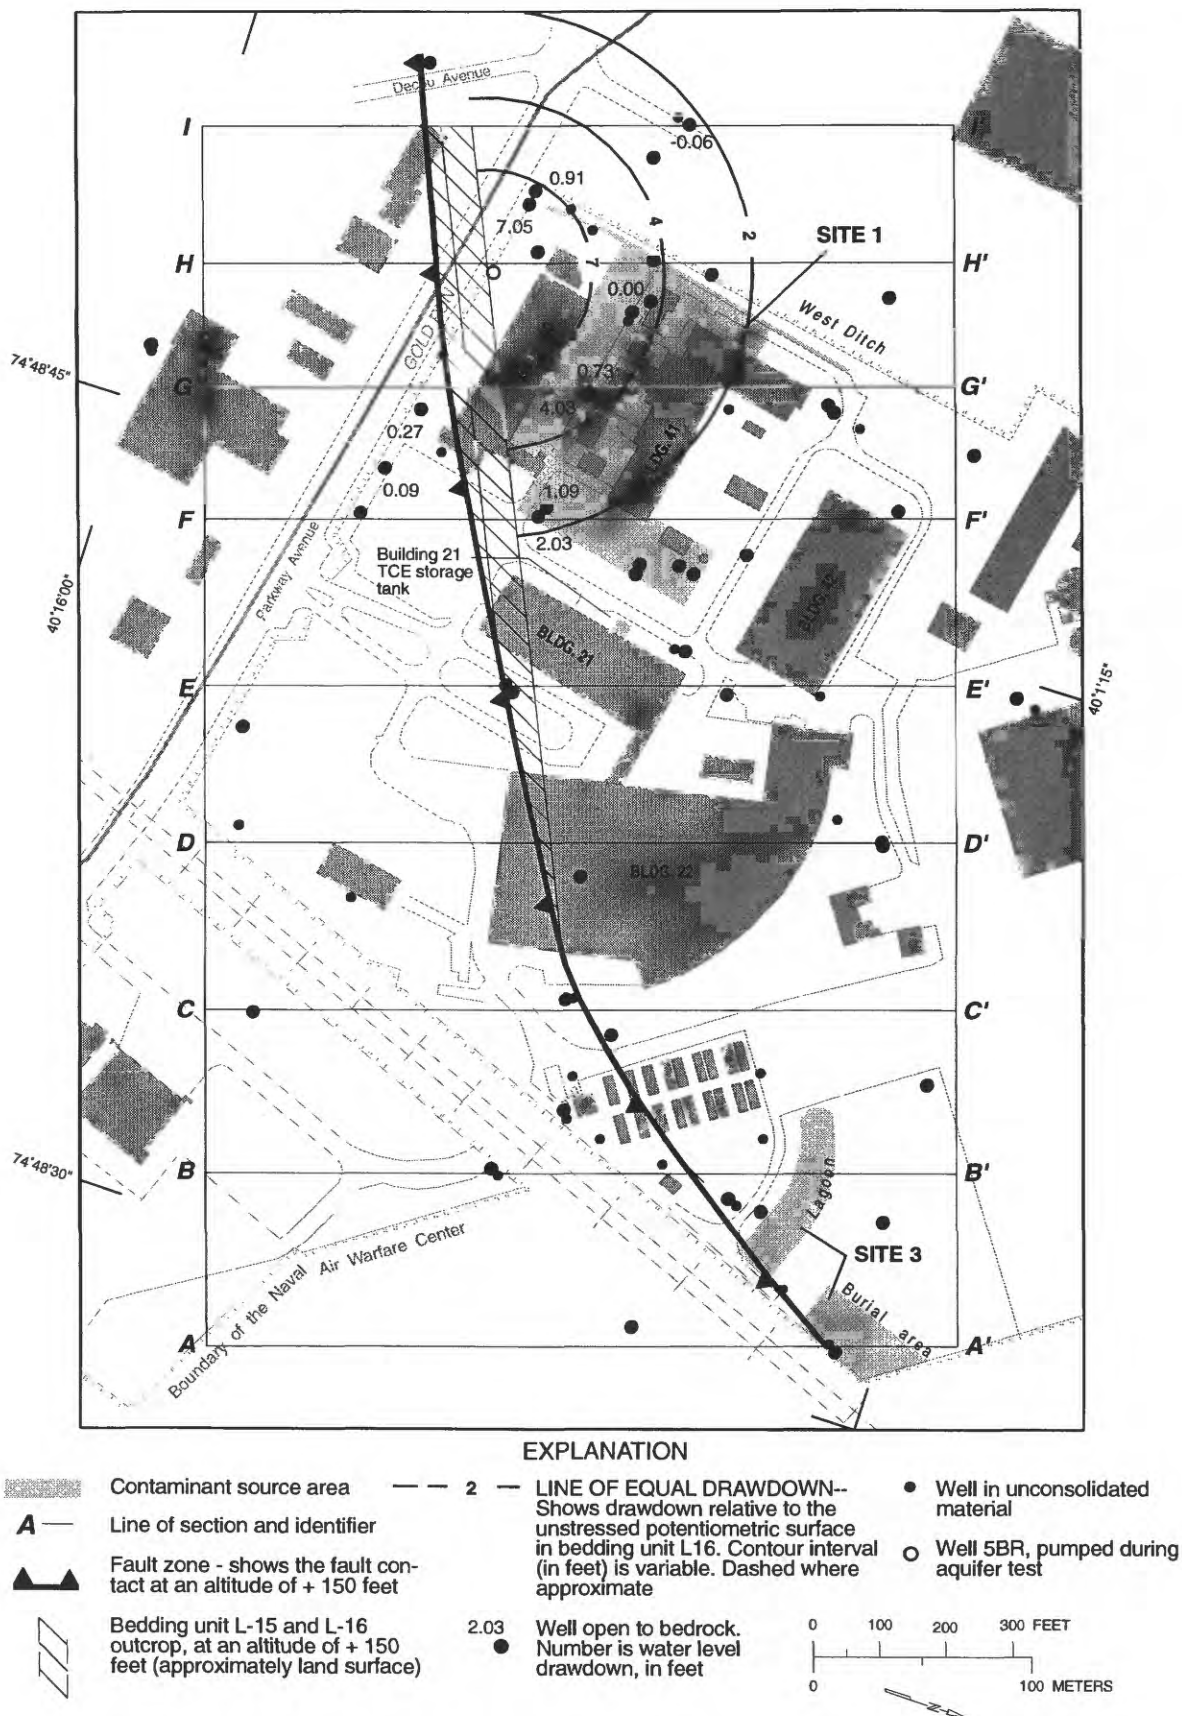 Decou Avenue
I
I'
-0.06
0.91
7.05
4
2
7
SITE 1
H
H'
0.00
West Ditch
74°48'45"
G
G'
0.73
4.03
0.27
BLDG. 41
0.09
1.09
F
F'
2.03
Building 21
TCE storage
tank
Parkway Avenue
40°16'00"
BLDG. 21
E
E'
40°1'15"
D
D'
BLDG. 22
C
C'
74°48'30"
B
B'
Lagoon
SITE 3
Boundary of the Naval Air Warfare Center
Burial area
A
A'
EXPLANATION
Contaminant source area
A Line of section and identifier
Fault zone - shows the fault con-
tact at an altitude of + 150 feet
Bedding unit L-15 and L-16
outcrop, at an altitude of + 150
feet (approximately land surface)
2 LINE OF EQUAL DRAWDOWN--
Shows drawdown relative to the
unstressed potentiometric surface
in bedding unit L16. Contour interval
(in feet) is variable. Dashed where
approximate
2.03 Well open to bedrock.
Number is water level
drawdown, in feet
Well in unconsolidated
material
Well 5BR, pumped during
aquifer test
0 100 200 300 FEET
0 100 METERS
N